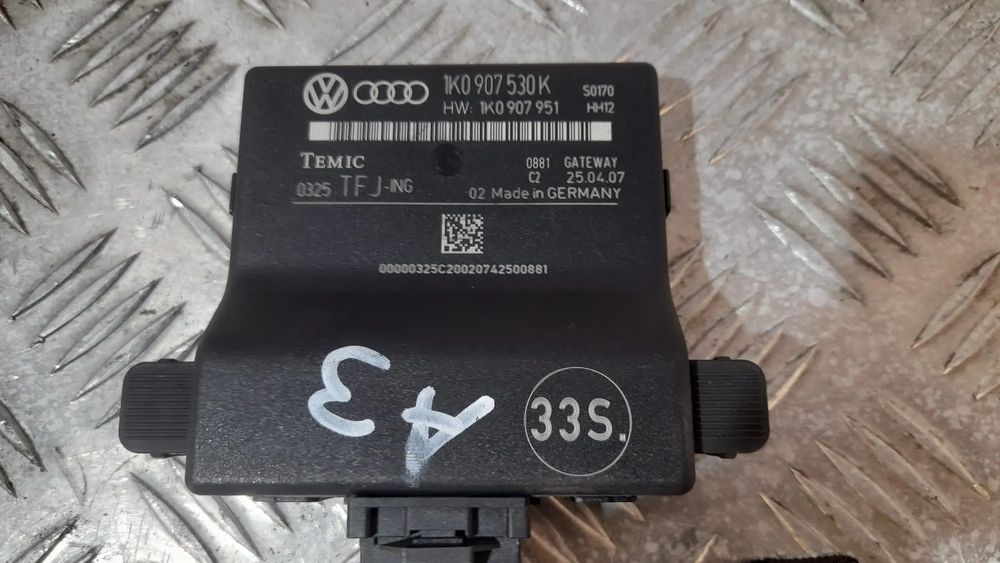 1K0 907 530 K S0170
HW: 1K0 907 951 HH12
TEMIC 0881 GATEWAY
C2 25.04.07
0325 TFJ-ING 02 Made in GERMANY
00000325C20020742500881
A3
33S.